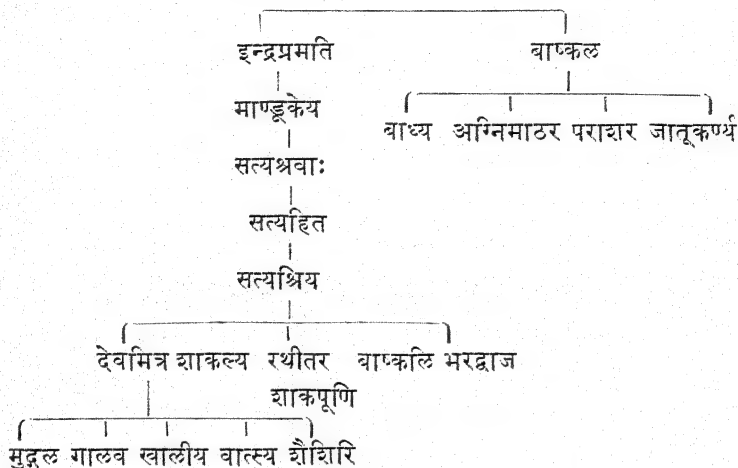 इन्द्रप्रमति बाष्कल
माण्डूकेय
बाध्य अग्निमाठर पराशर जातूकर्ण्य
सत्यश्रवाः
सत्यहित
सत्यश्रिय
देवमित्र शाकल्य रथीतर बाष्कलि भरद्वाज
शाकपूणि
मुद्गल गालव खालीय वात्स्य शैशिरि